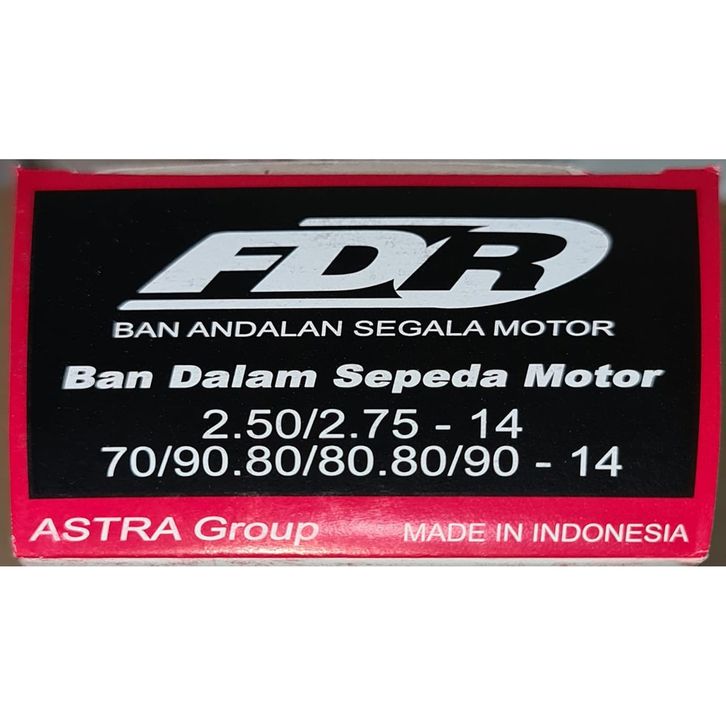 FDR
BAN ANDALAN SEGALA MOTOR
Ban Dalam Sepeda Motor
2.50/2.75 - 14
70/90.80/80.80/90 - 14
ASTRA Group MADE IN INDONESIA